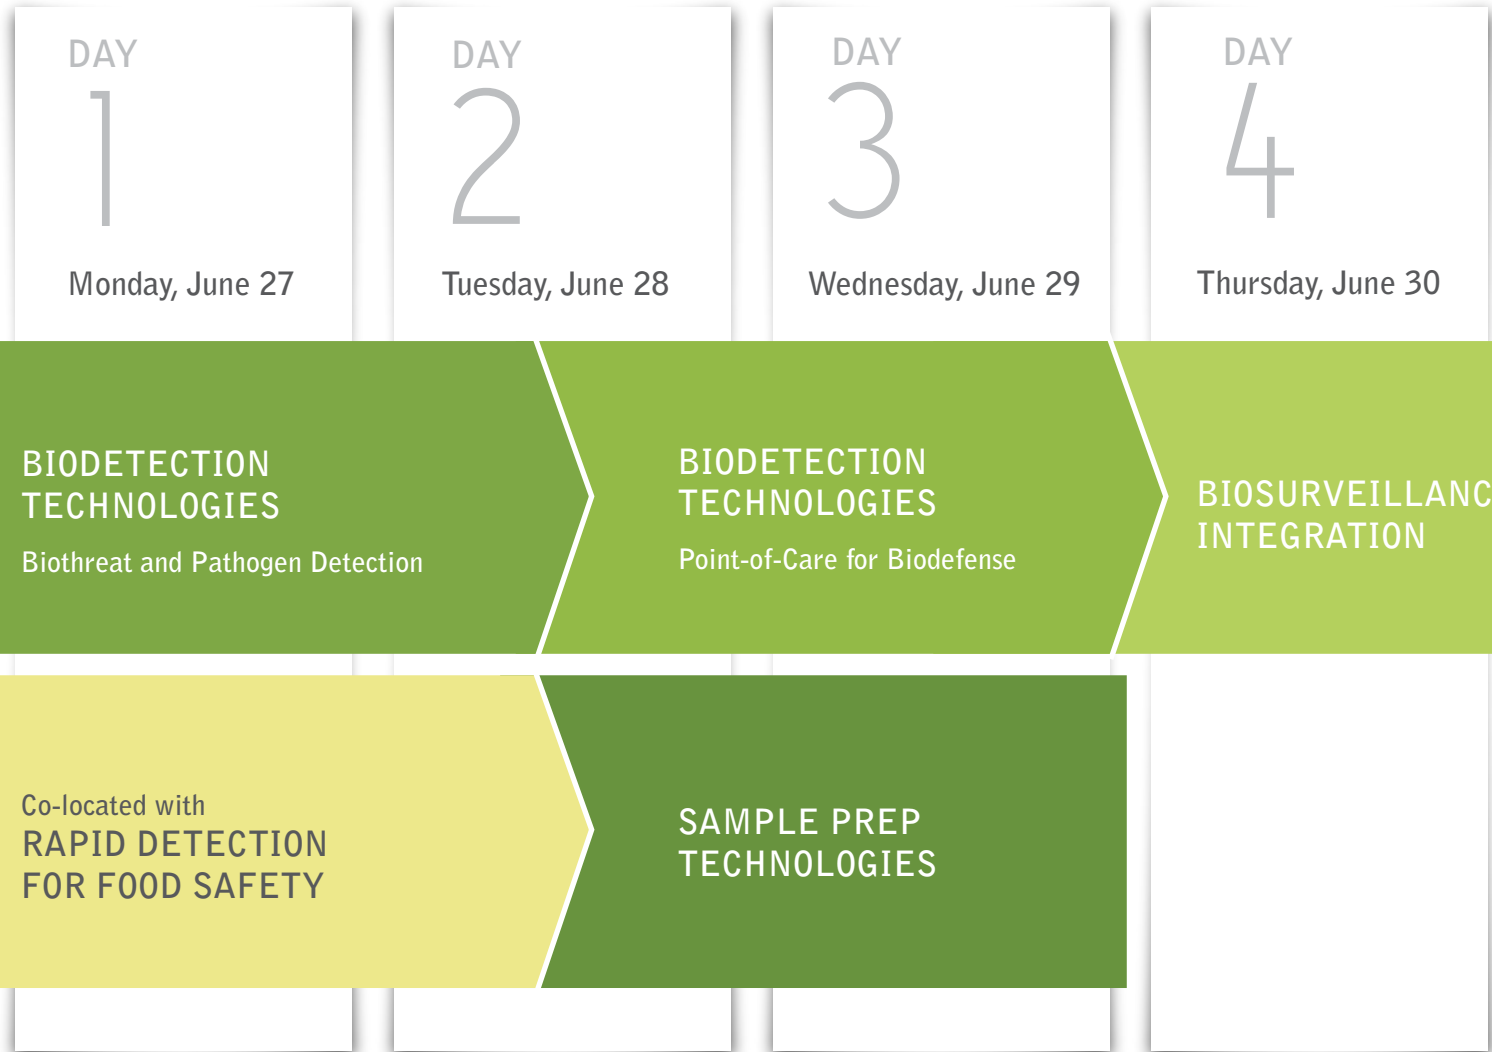 DAY
1
Monday, June 27
DAY
2
Tuesday, June 28
DAY
3
Wednesday, June 29
DAY
4
Thursday, June 30
BIODETECTION
TECHNOLOGIES
Biothreat and Pathogen Detection
BIODETECTION
TECHNOLOGIES
Point-of-Care for Biodefense
BIOSURVEILLANC
INTEGRATION
Co-located with
RAPID DETECTION
FOR FOOD SAFETY
SAMPLE PREP
TECHNOLOGIES